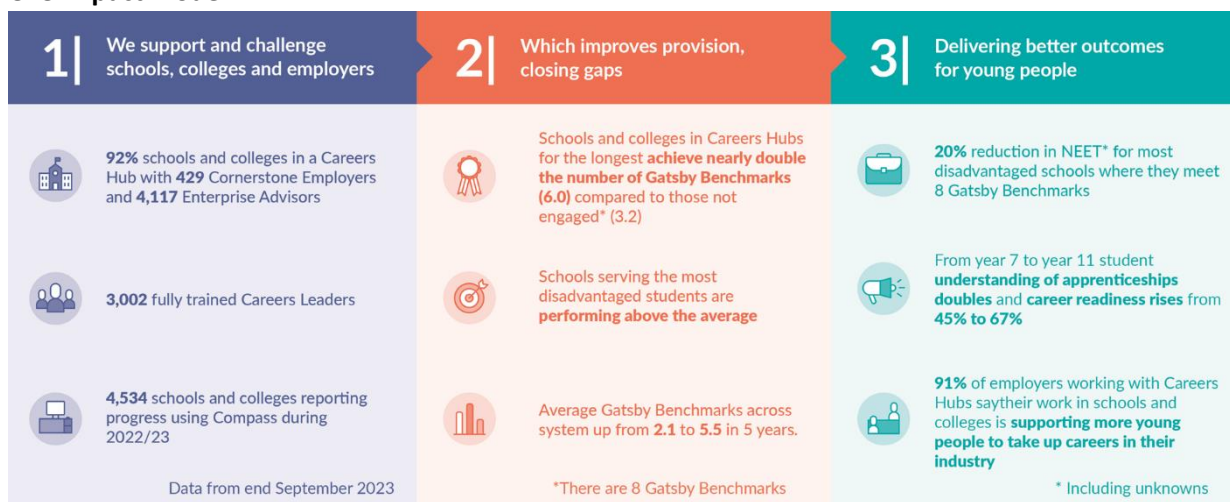 1| We support and challenge
schools, colleges and employers
92% schools and colleges in a Careers
Hub with 429 Cornerstone Employers
and 4,117 Enterprise Advisors
3,002 fully trained Careers Leaders
4,534 schools and colleges reporting
progress using Compass during
2022/23
Data from end September 2023
2| Which improves provision,
closing gaps
Schools and colleges in Careers Hubs
for the longest achieve nearly double
the number of Gatsby Benchmarks
(6.0) compared to those not
engaged* (3.2)
Schools serving the most
disadvantaged students are
performing above the average
Average Gatsby Benchmarks across
system up from 2.1 to 5.5 in 5 years.
*There are 8 Gatsby Benchmarks
3| Delivering better outcomes
for young people
20% reduction in NEET* for most
disadvantaged schools where they meet
8 Gatsby Benchmarks
From year 7 to year 11 student
understanding of apprenticeships
doubles and career readiness rises from
45% to 67%
91% of employers working with Careers
Hubs saytheir work in schools and
colleges is supporting more young
people to take up careers in their
industry
* Including unknowns